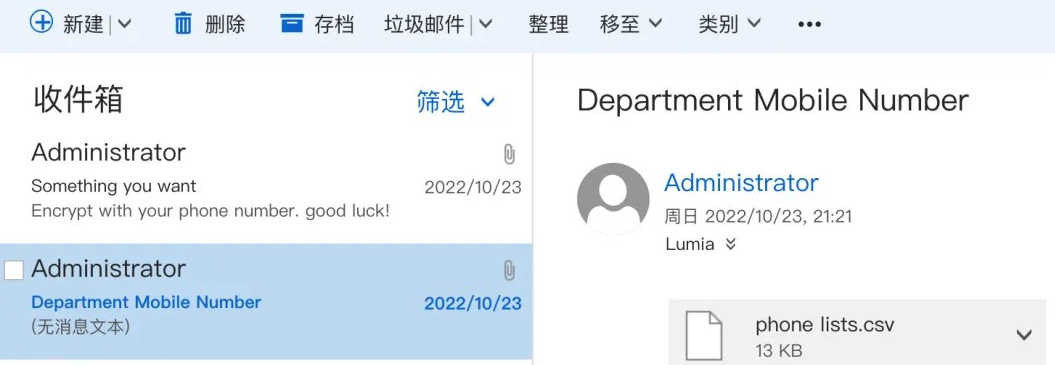 新建 | 删除 存档 垃圾邮件 | 整理 移至 类别 •••
收件箱
筛选
Administrator
Something you want
2022/10/23
Encrypt with your phone number. good luck!
Administrator
Department Mobile Number
2022/10/23
(无消息文本)
Department Mobile Number
Administrator
周日 2022/10/23, 21:21
Lumia
phone lists.csv
13 KB